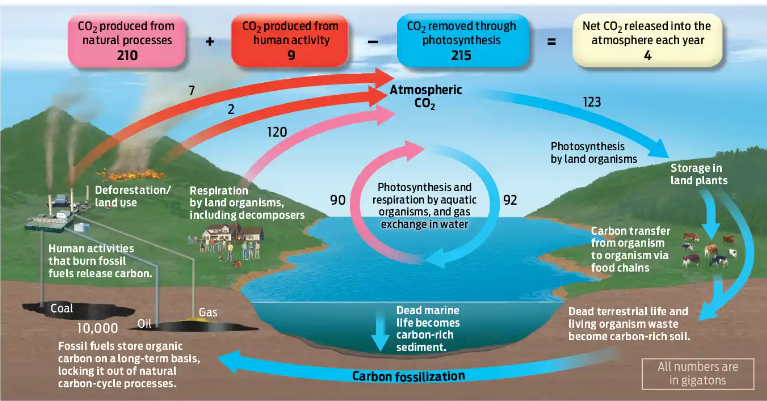 CO2 produced from
natural processes
210
+
CO2 produced from
human activity
9
–
CO2 removed through
photosynthesis
215
=
Net CO2 released into the
atmosphere each year
4
7
2
120
Atmospheric
CO2
123
Photosynthesis
by land organisms
Storage in
land plants
Deforestation/
land use
Respiration
by land organisms,
including decomposers
90
Photosynthesis and
respiration by aquatic
organisms, and gas
exchange in water
92
Human activities
that burn fossil
fuels release carbon.
Carbon transfer
from organism
to organism via
food chains
Coal
10,000
Oil
Gas
Dead marine
life becomes
carbon-rich
sediment.
Dead terrestrial life and
living organism waste
become carbon-rich soil.
Fossil fuels store organic
carbon on a long-term basis,
locking it out of natural
carbon-cycle processes.
Carbon fossilization
All numbers are
in gigatons